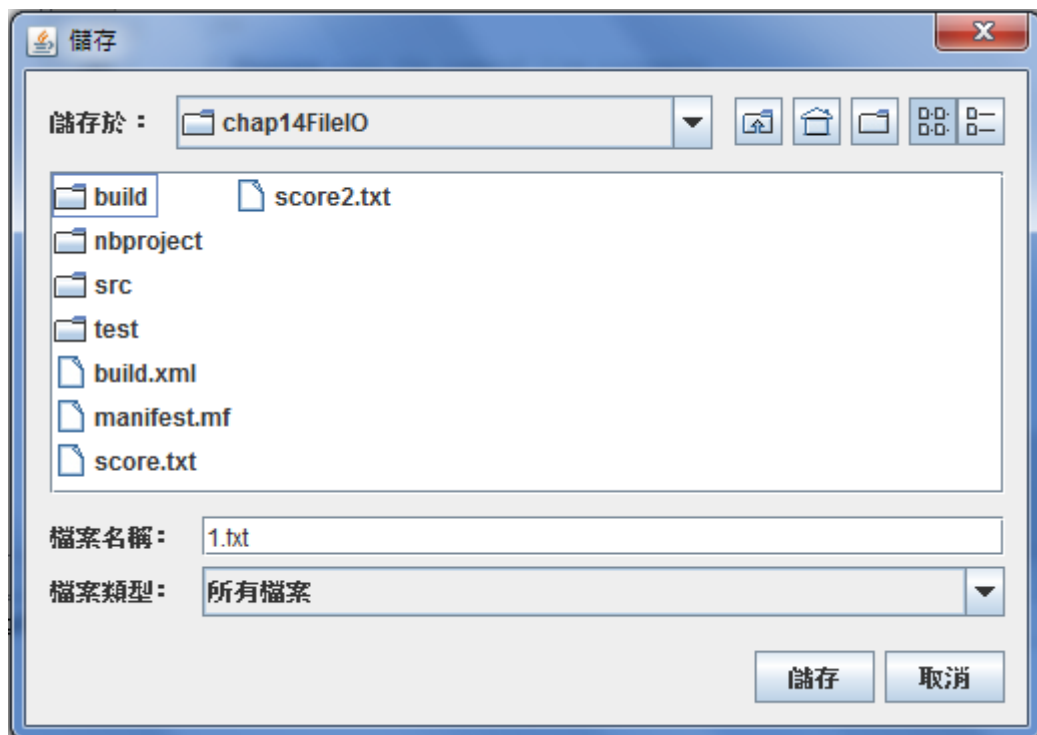 儲存
儲存於：
chap14FileIO
build
nbproject
src
test
build.xml
manifest.mf
score.txt
score2.txt
檔案名稱：
1.txt
檔案類型：
所有檔案
儲存
取消